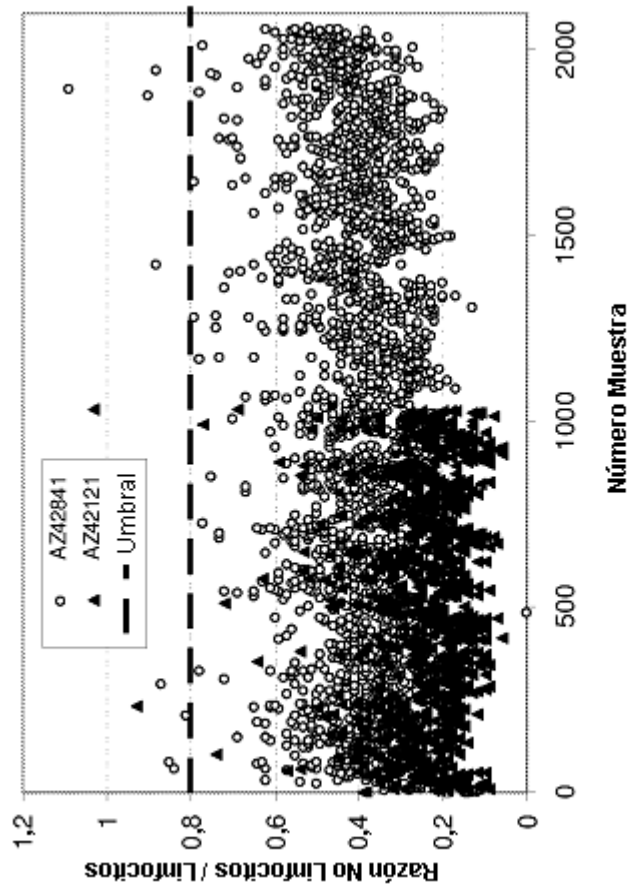 Razón No Linfocitos / Linfocitos
1,2
1
0,8
0,6
0,4
0,2
0
AZ42841
AZ42121
Umbral
0
500
1000
1500
2000
Número Muestra